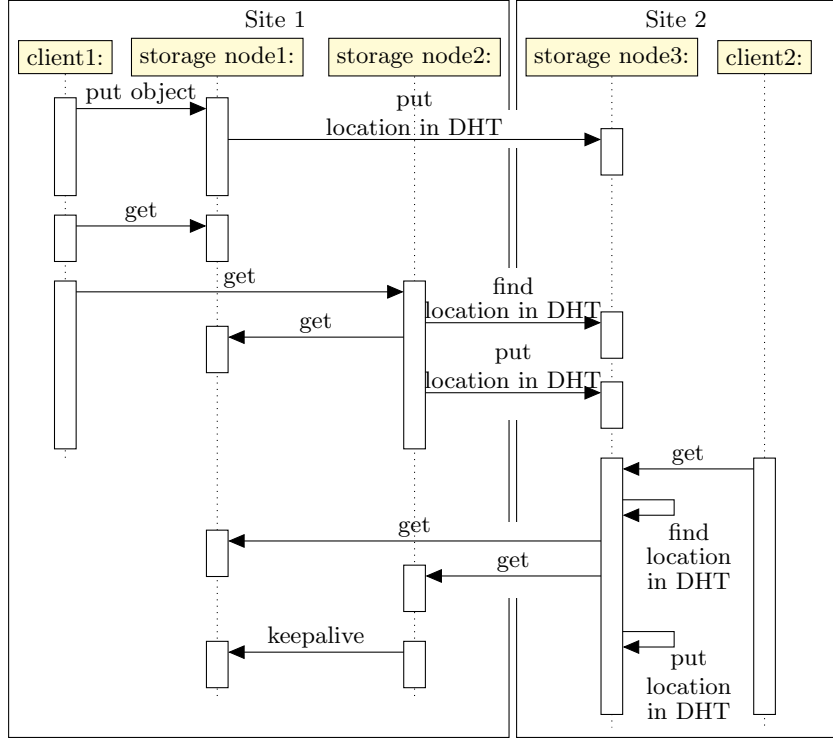 Site 1
Site 2
client1:
storage node1:
storage node2:
storage node3:
client2:
put object
put
location in DHT
get
get
find
location in DHT
get
put
location in DHT
get
find
location
in DHT
get
get
keepalive
put
location
in DHT